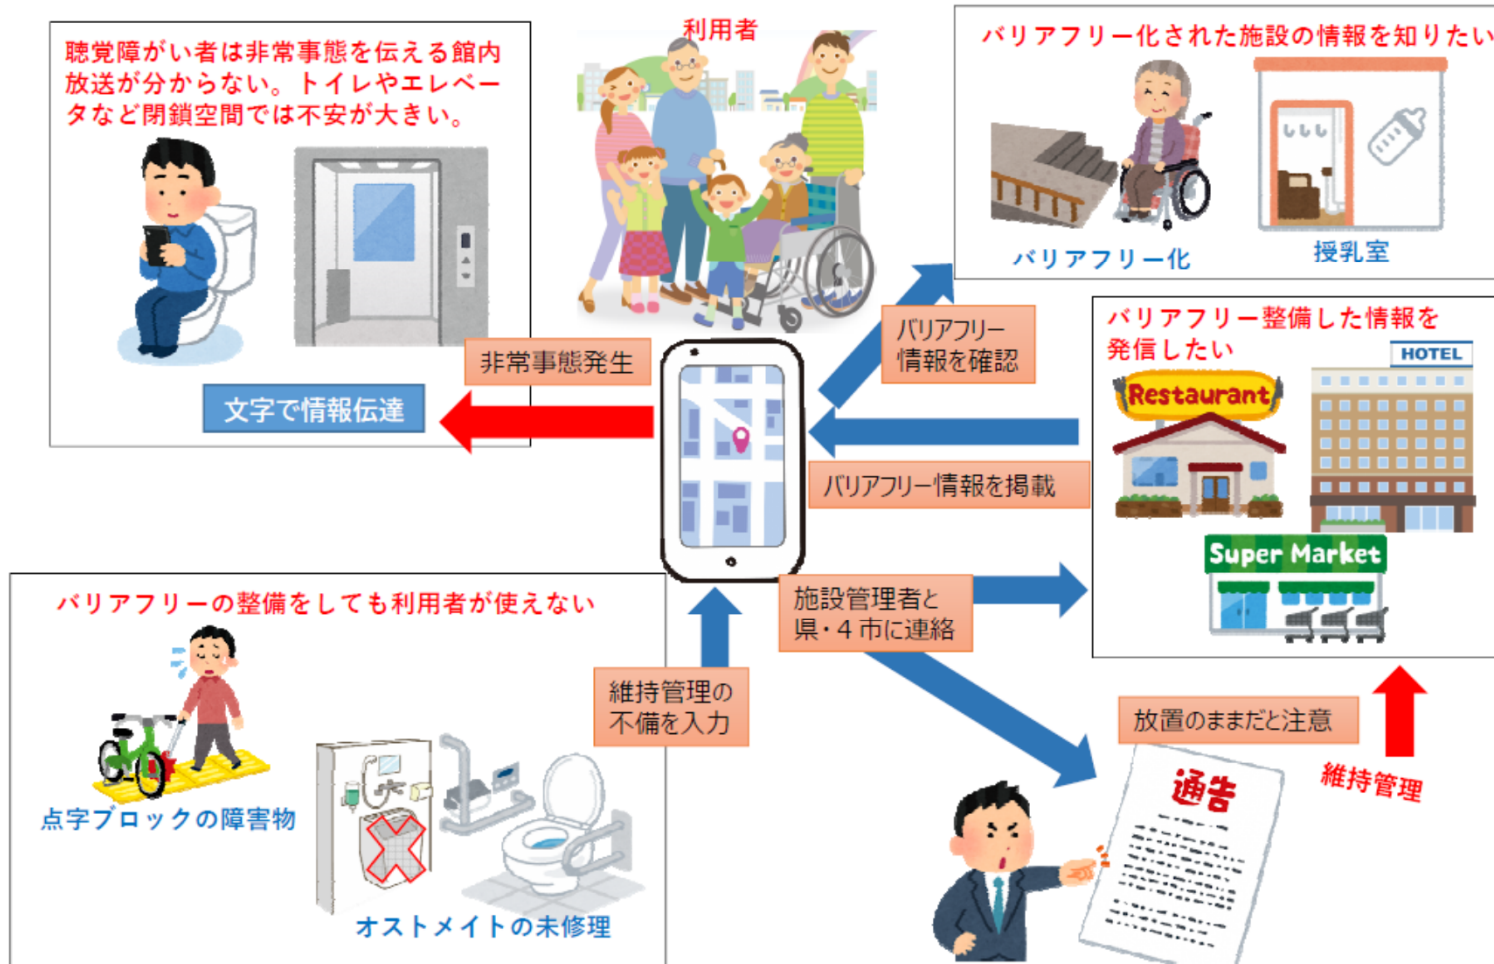 聴覚障がい者は非常事態を伝える館内
放送が分からない。トイレやエレベー
タなど閉鎖空間では不安が大きい。
文字で情報伝達
非常事態発生
利用者
バリアフリー化された施設の情報を知りたい
バリアフリー化
授乳室
バリアフリー
情報を確認
バリアフリー情報を掲載
バリアフリー整備した情報を
発信したい
HOTEL
Restaurant
Super Market
バリアフリーの整備をしても利用者が使えない
点字ブロックの障害物
オストメイトの未修理
維持管理の
不備を入力
施設管理者と
県・4市に連絡
放置のままだと注意
維持管理
通告